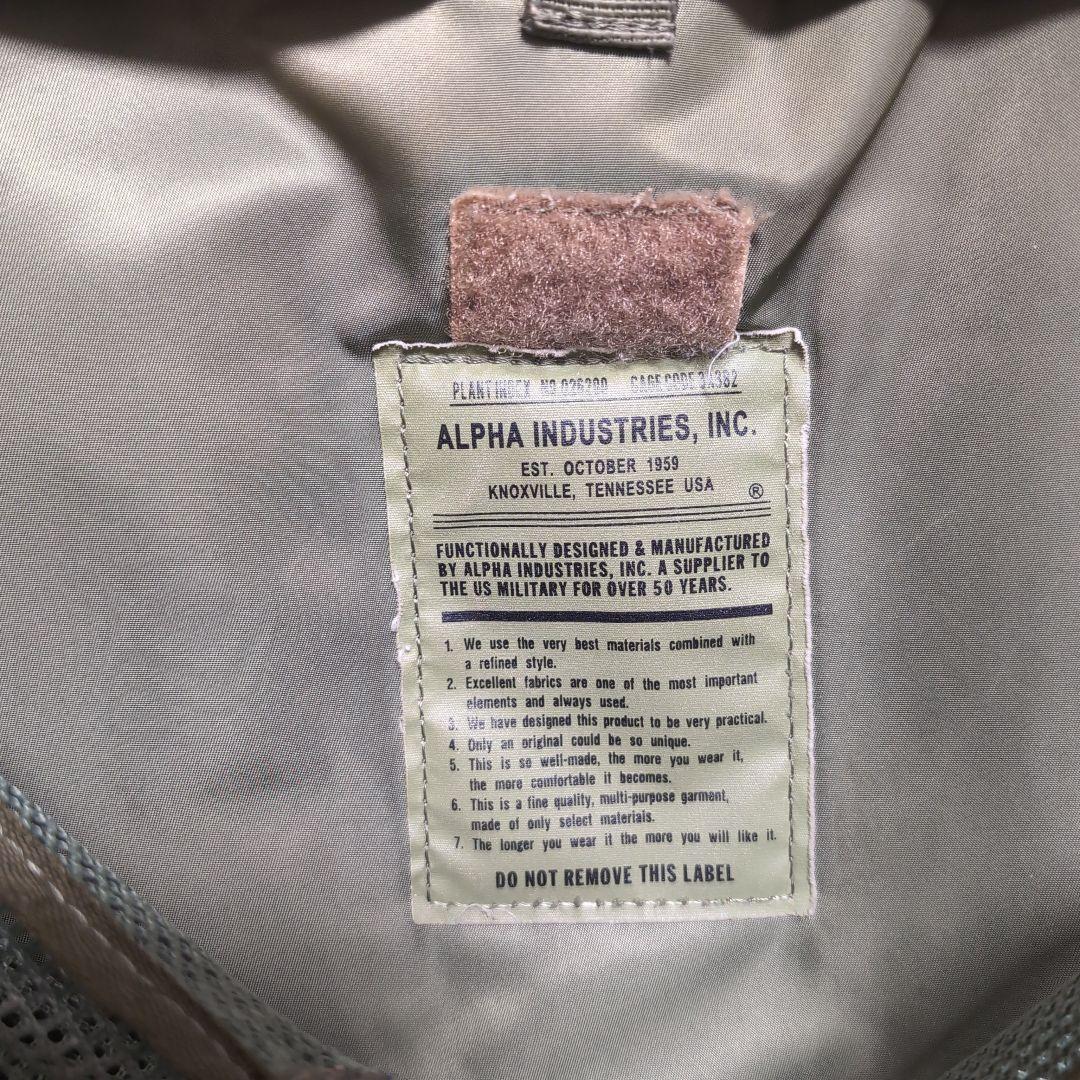 PLANT INDEX NO 026200 CAGE CODE 3A382
ALPHA INDUSTRIES, INC.
EST. OCTOBER 1959
KNOXVILLE, TENNESSEE USA ®
FUNCTIONALLY DESIGNED & MANUFACTURED
BY ALPHA INDUSTRIES, INC. A SUPPLIER TO
THE US MILITARY FOR OVER 50 YEARS.
1. We use the very best materials combined with
a refined style.
2. Excellent fabrics are one of the most important
elements and always used.
3. We have designed this product to be very practical.
4. Only an original could be so unique.
5. This is so well-made, the more you wear it,
the more comfortable it becomes.
6. This is a fine quality, multi-purpose garment,
made of only select materials.
7. The longer you wear it the more you will like it.
DO NOT REMOVE THIS LABEL